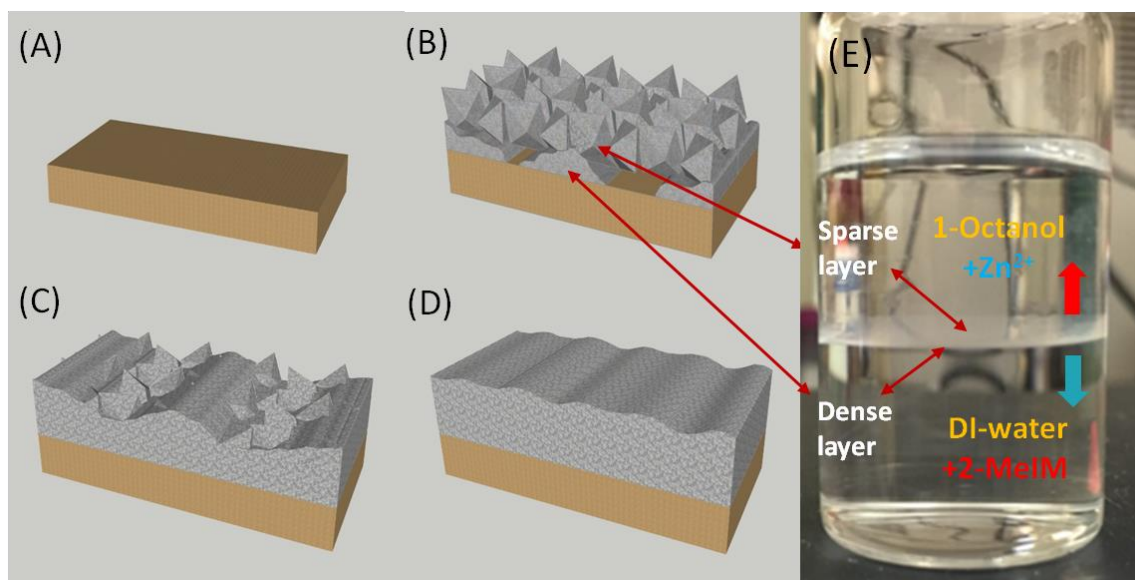 (A)
(B)
(E)
Sparse
layer
1-Octanol
+Zn²⁺
(C)
(D)
Dense
layer
DI-water
+2-MeIM